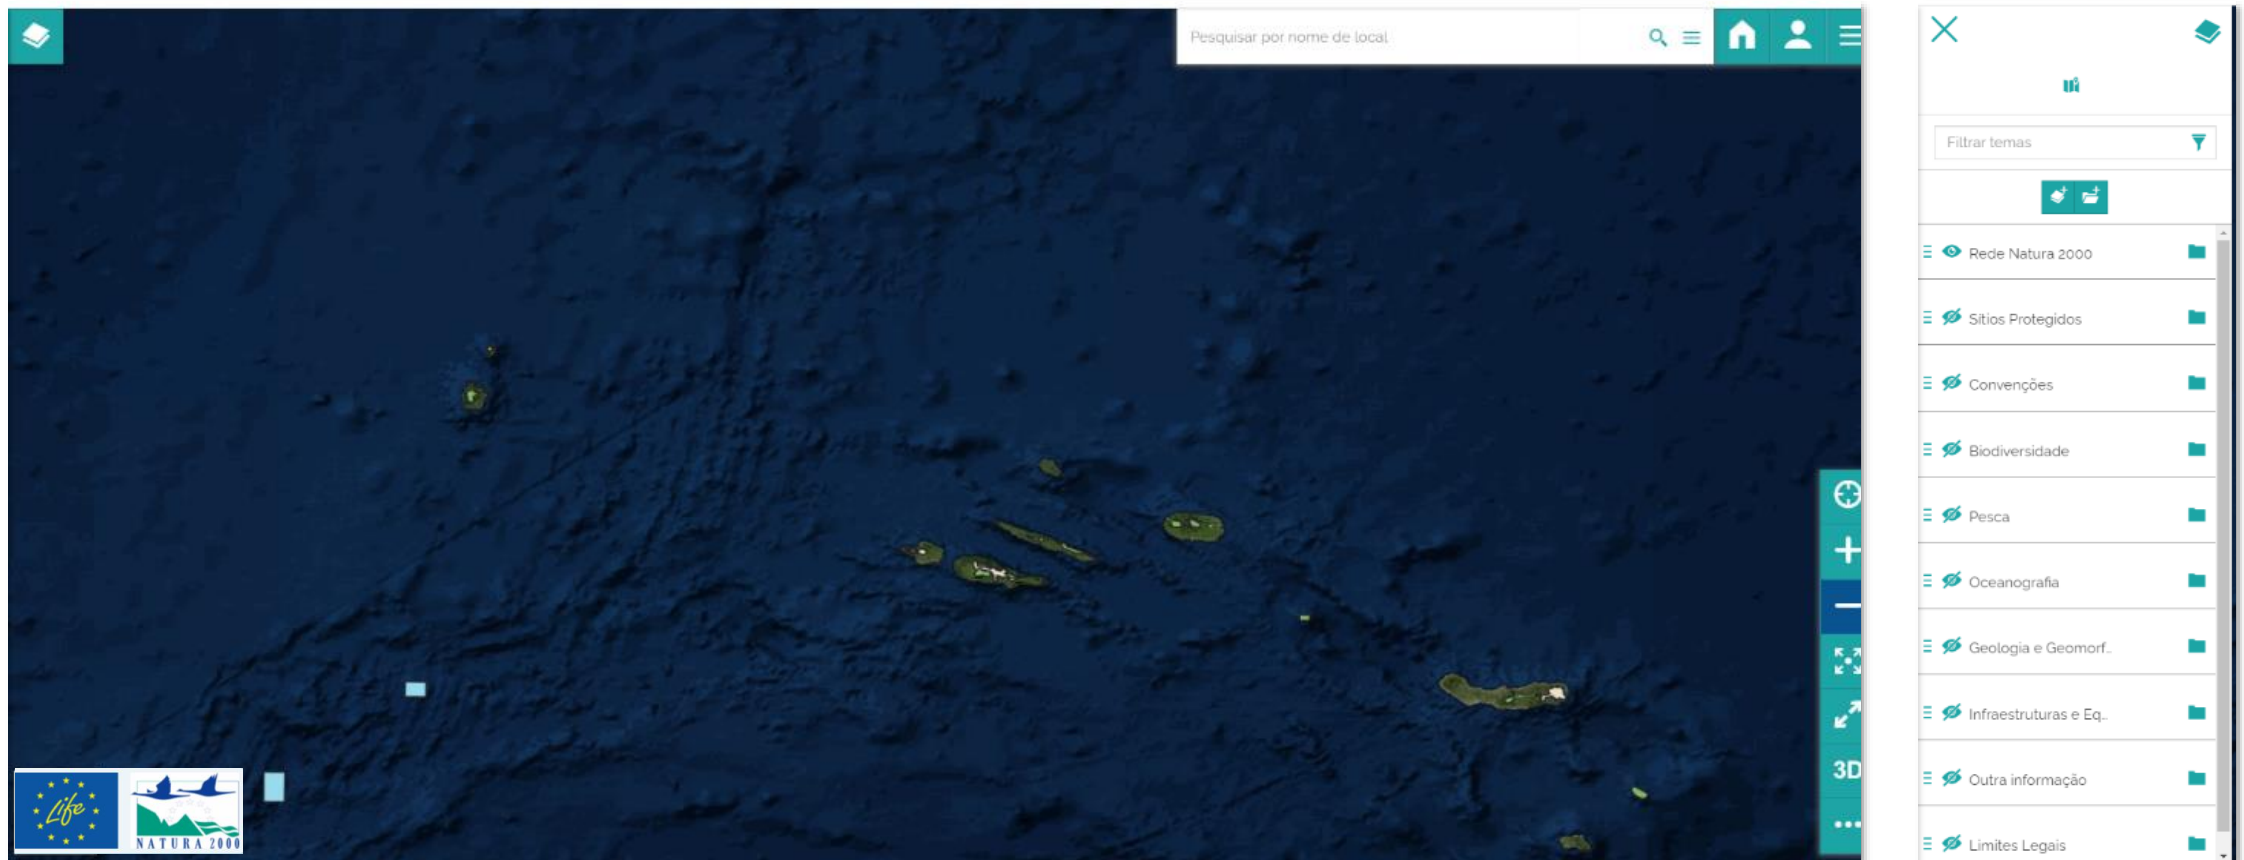 Pesquisar por nome de local
Filtrar temas
Rede Natura 2000
Sítios Protegidos
Convenções
Biodiversidade
Pesca
Oceanografia
Geologia e Geomorf...
Infraestruturas e Eq...
Outra informação
Limites Legais
3D
Life
NATURA 2000